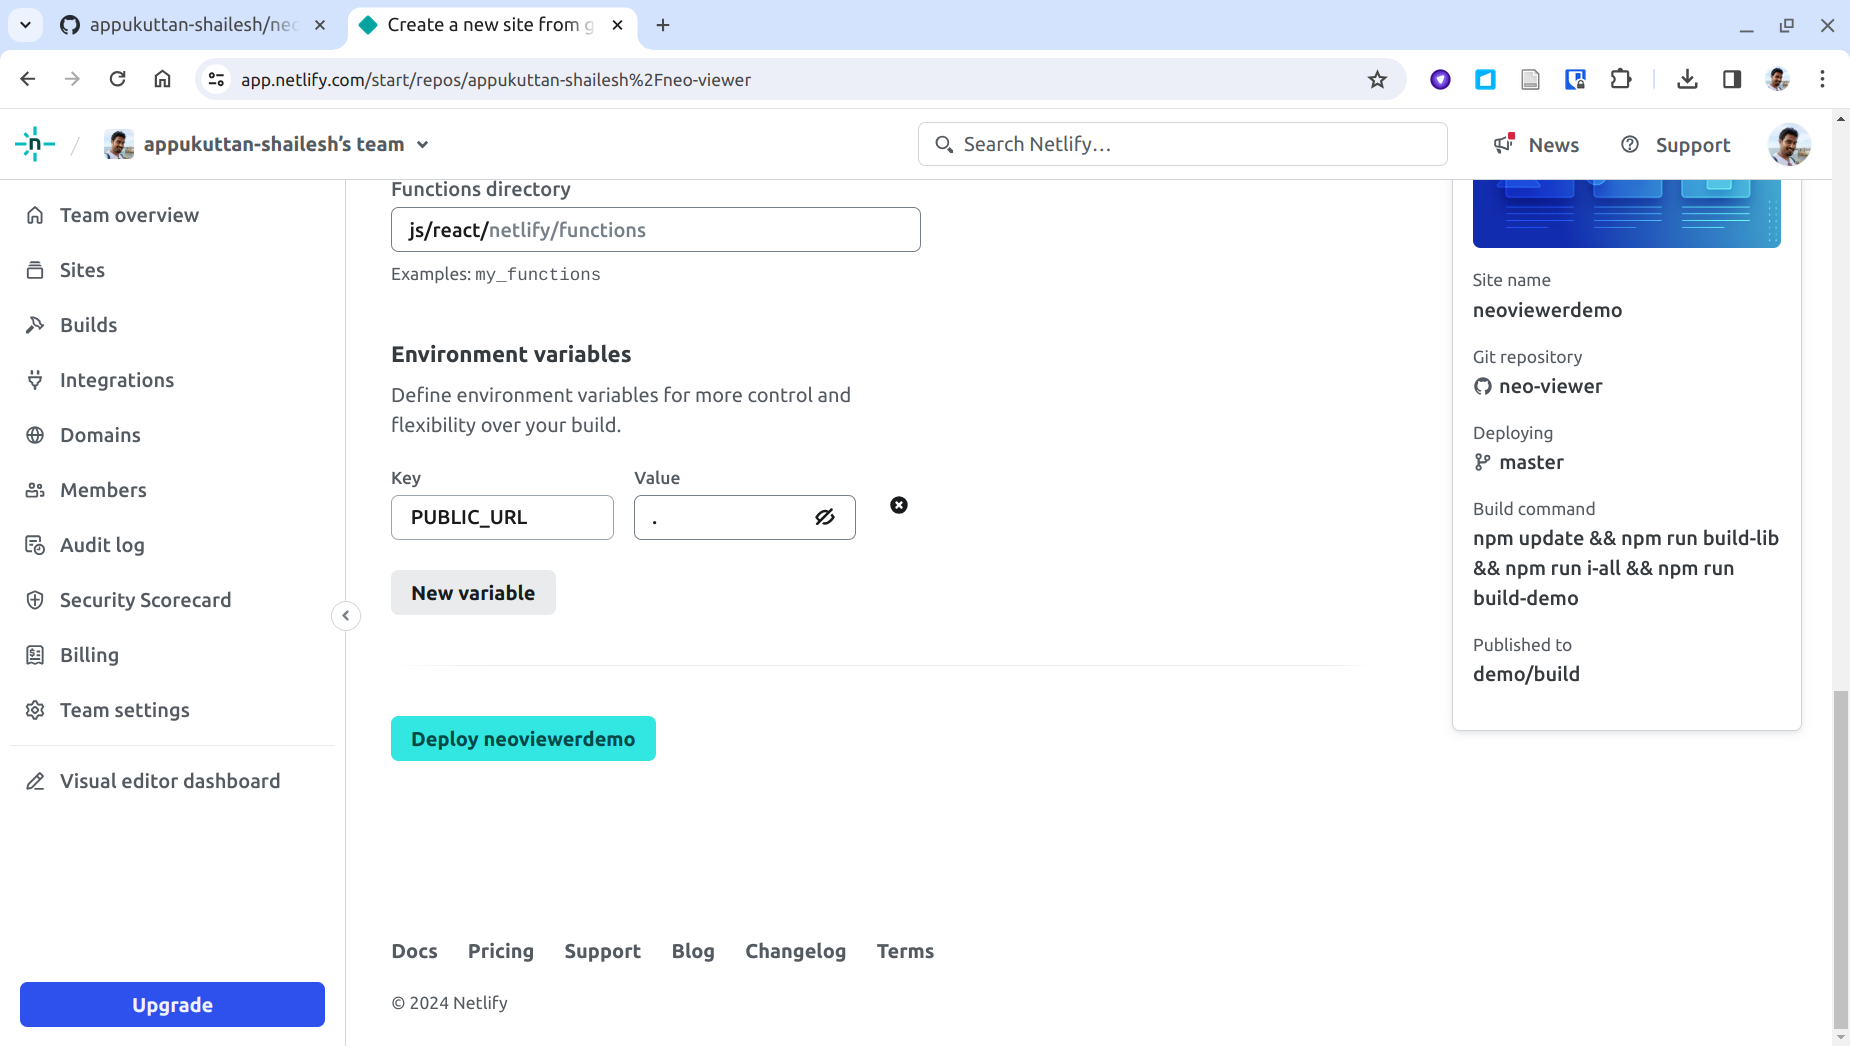 appukuttan-shailesh/neo
Create a new site from g
app.netlify.com/start/repos/appukuttan-shailesh%2Fneo-viewer
n
appukuttan-shailesh's team
Search Netlify...
News
Support
Team overview
Sites
Builds
Integrations
Domains
Members
Audit log
Security Scorecard
Billing
Team settings
Visual editor dashboard
Upgrade
Functions directory
js/react/netlify/functions
Examples: my_functions
Environment variables
Define environment variables for more control and
flexibility over your build.
Key
Value
PUBLIC_URL
.
New variable
Deploy neoviewerdemo
Site name
neoviewerdemo
Git repository
neo-viewer
Deploying
master
Build command
npm update && npm run build-lib
&& npm run i-all && npm run
build-demo
Published to
demo/build
Docs Pricing Support Blog Changelog Terms
© 2024 Netlify